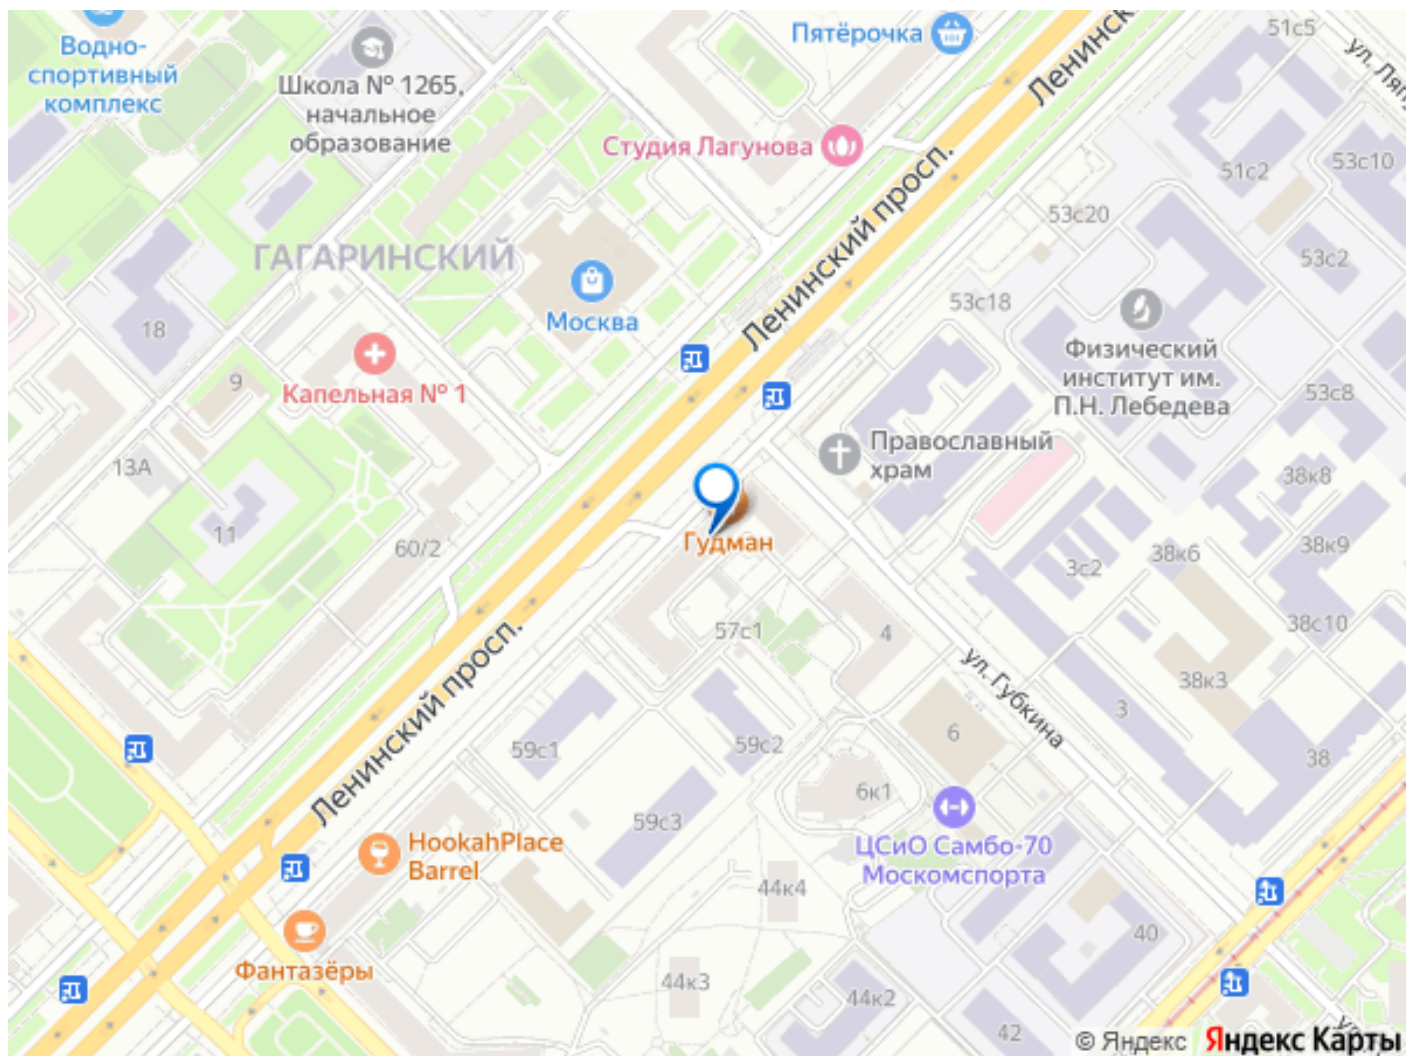 Водно-
спортивный
комплекс
Школа № 1265,
начальное
образование
Пятёрочка
Ленинск
51с5
ул. Ляп
Студия Лагунова
Ленинский просп.
51с2
53с10
53с20
ГАГАРИНСКИЙ
53с2
53с18
18
Москва
Физический
институт им.
П.Н. Лебедева
9
Капельная № 1
53с8
Православный
храм
13А
38к8
11
60/2
Гудман
38к6
38к9
3с2
57с1
4
38с10
ул. Губкина
38к3
Ленинский просп.
3
59с1
59с2
6
38
6к1
59с3
HookahPlace
Barrel
ЦСиО Самбо-70
Москомспорта
44к4
40
Фантазёры
44к3
44к2
42
© Яндекс Яндекс Карты